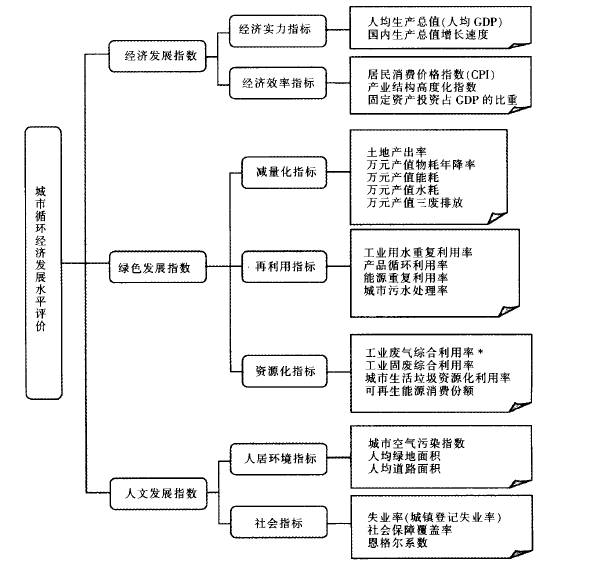 城市循环经济发展水平评价
经济发展指数
经济实力指标
人均生产总值(人均GDP)
国内生产总值增长速度
经济效率指标
居民消费价格指数(CPI)
产业结构高度化指数
固定资产投资占GDP的比重
绿色发展指数
减量化指标
土地产出率
万元产值物耗年降率
万元产值能耗
万元产值水耗
万元产值三废排放
再利用指标
工业用水重复利用率
产品循环利用率
能源重复利用率
城市污水处理率
资源化指标
工业废气综合利用率*
工业固废综合利用率
城市生活垃圾资源化利用率
可再生能源消费份额
人文发展指数
人居环境指标
城市空气污染指数
人均绿地面积
人均道路面积
社会指标
失业率(城镇登记失业率)
社会保障覆盖率
恩格尔系数